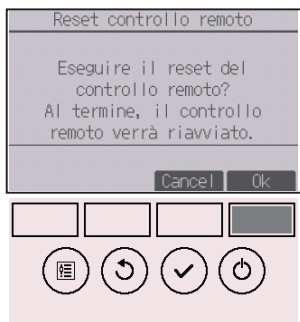 Reset controllo remoto
Eseguire il reset del
controllo remoto?
Al termine, il controllo
remoto verrà riavviato.
Cancel Ok